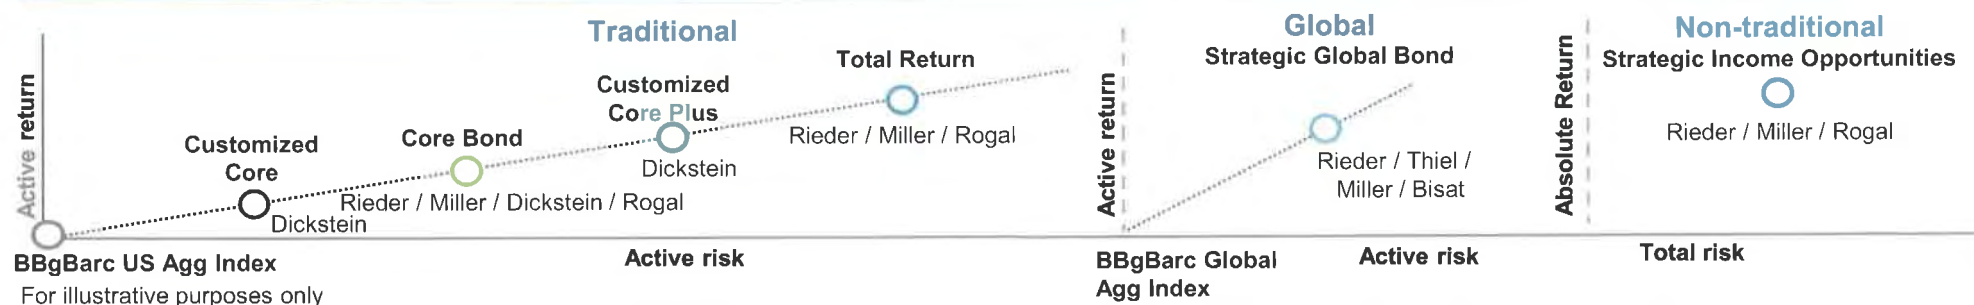 Traditional
Active return
Customized
Core
Dickstein
Core Bond
Rieder / Miller / Dickstein / Rogal
Customized
Core Plus
Dickstein
Total Return
Rieder / Miller / Rogal
BBgBarc US Agg Index
Active risk
For illustrative purposes only
Global
Strategic Global Bond
Active return
Rieder / Thiel /
Miller / Bisat
BBgBarc Global
Agg Index
Active risk
Non-traditional
Strategic Income Opportunities
Absolute Return
Rieder / Miller / Rogal
Total risk